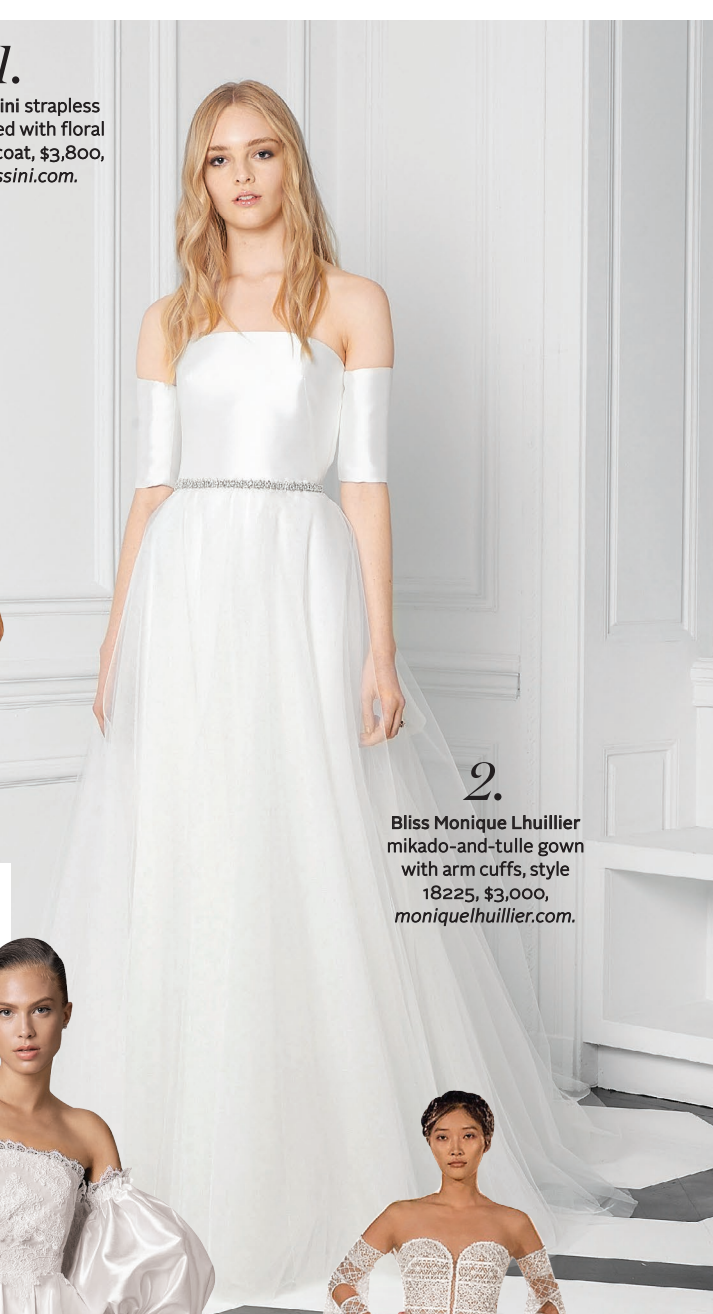 1.
ini strapless
ed with floral
coat, $3,800,
ssini.com.
2.
Bliss Monique Lhuillier
mikado-and-tulle gown
with arm cuffs, style
18225, $3,000,
moniquelhuillier.com.